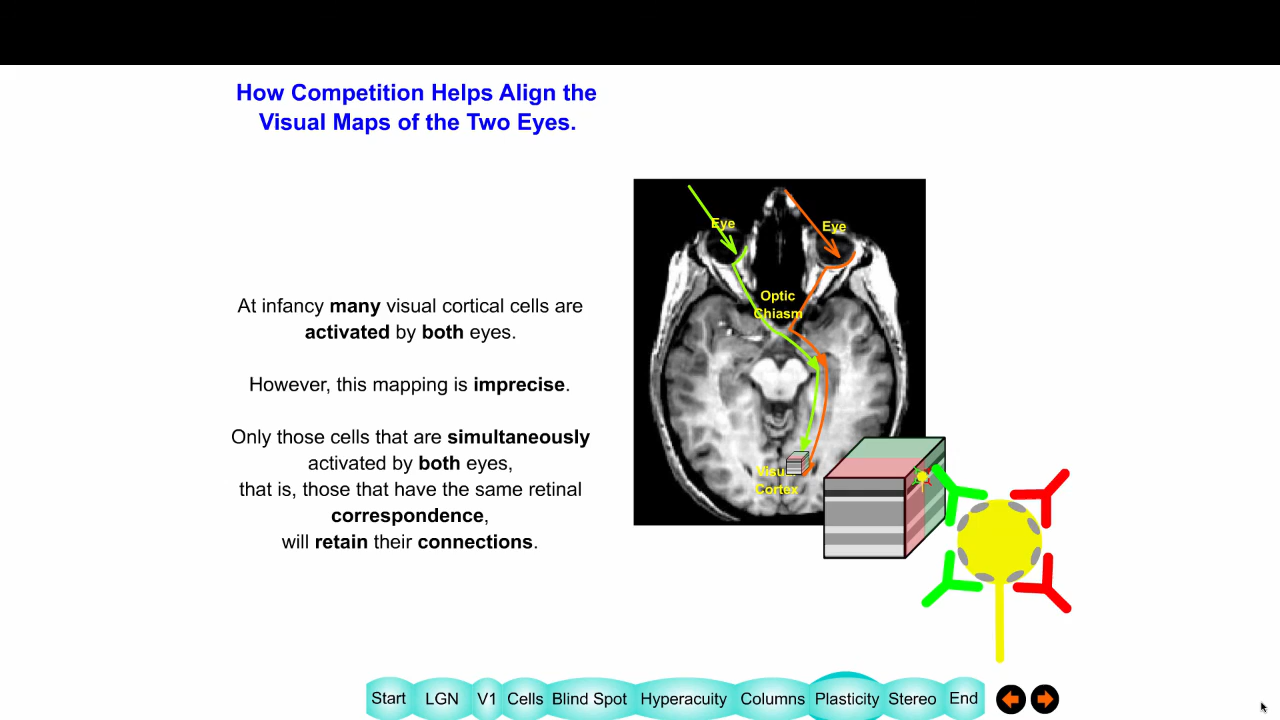 How Competition Helps Align the
Visual Maps of the Two Eyes.
Eye
Eye
Optic
Chiasm
At infancy many visual cortical cells are
activated by both eyes.
However, this mapping is imprecise.
Only those cells that are simultaneously
activated by both eyes,
that is, those that have the same retinal
correspondence,
will retain their connections.
Visual
Cortex
Start LGN V1 Cells Blind Spot Hyperacuity Columns Plasticity Stereo End